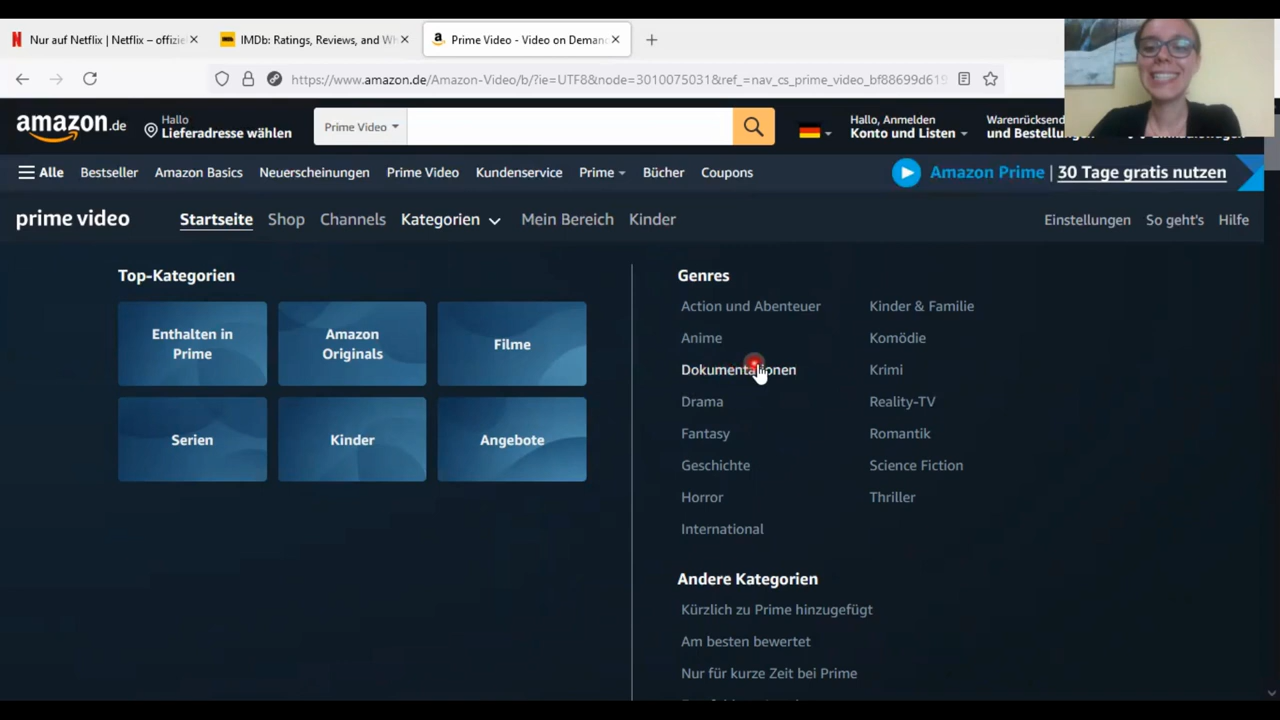 Nur auf Netflix | Netflix – offizie
IMDb: Ratings, Reviews, and Wh
Prime Video - Video on Deman
https://www.amazon.de/Amazon-Video/b/?ie=UTF8&node=3010075031&ref_=nav_cs_prime_video_bf88699d619
amazon.de
Hallo
Lieferadresse wählen
Prime Video
Hallo, Anmelden
Konto und Listen
Warenrücksend
und Bestellung
Alle
Bestseller
Amazon Basics
Neuerscheinungen
Prime Video
Kundenservice
Prime
Bücher
Coupons
Amazon Prime | 30 Tage gratis nutzen
prime video
Startseite
Shop
Channels
Kategorien
Mein Bereich
Kinder
Einstellungen
So geht's
Hilfe
Top-Kategorien
Enthalten in
Prime
Amazon
Originals
Filme
Serien
Kinder
Angebote
Genres
Action und Abenteuer
Anime
Dokumentationen
Drama
Fantasy
Geschichte
Horror
International
Kinder & Familie
Komödie
Krimi
Reality-TV
Romantik
Science Fiction
Thriller
Andere Kategorien
Kürzlich zu Prime hinzugefügt
Am besten bewertet
Nur für kurze Zeit bei Prime